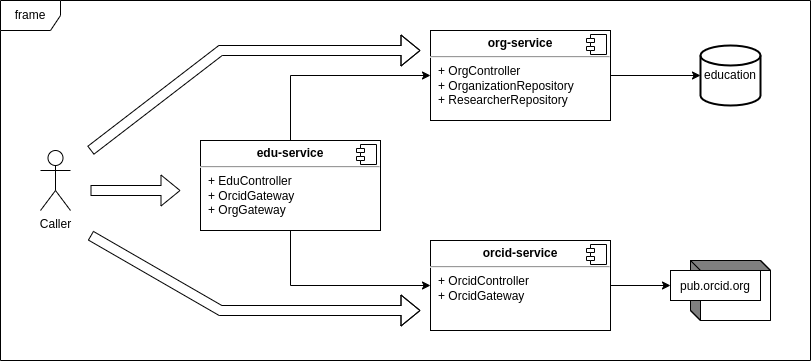 frame
org-service
+ OrgController
+ OrganizationRepository
+ ResearcherRepository
education
edu-service
+ EduController
+ OrcidGateway
+ OrgGateway
Caller
orcid-service
+ OrcidController
+ OrcidGateway
pub.orcid.org